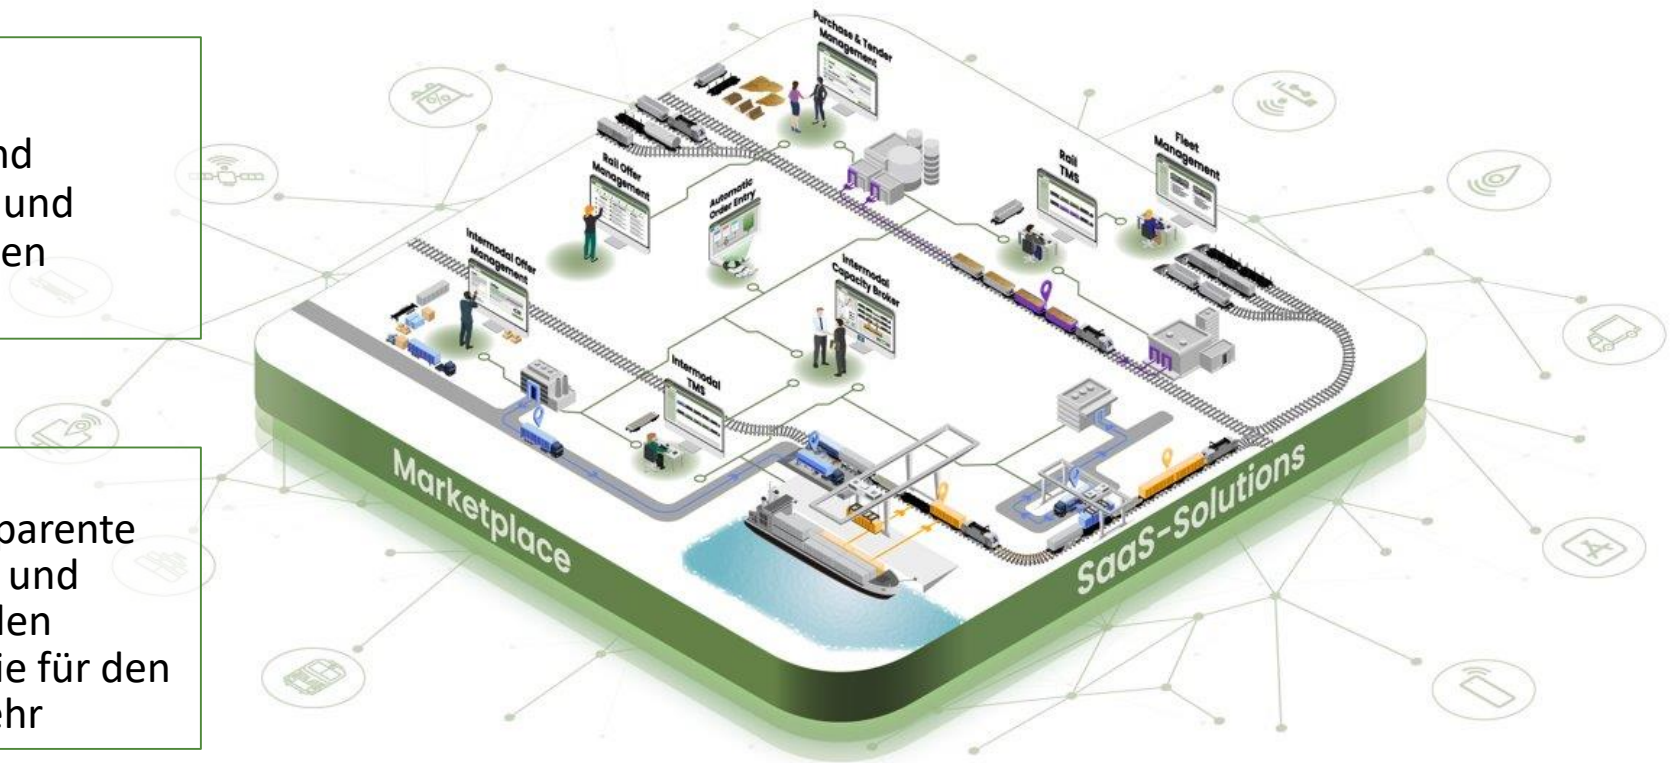 nd
und
en
parente
und
len
ie für den
ehr
Purchase & Tender
Management
Rail Offer
Management
Automatic
Order Entry
Rail
TMS
Fleet
Management
Intermodal Offer
Management
Intermodal
Capacity Broker
Intermodal
TMS
Marketplace
SaaS-Solutions